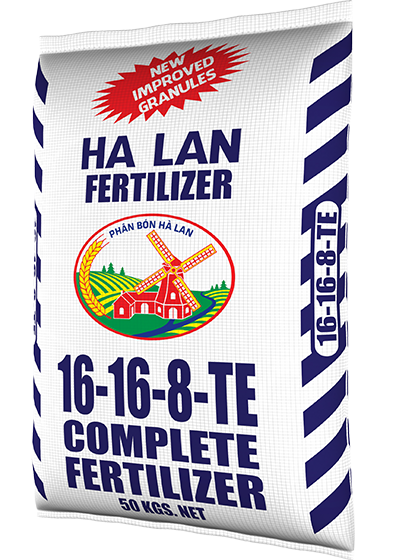 NEW
IMPROVED
GRANULES
HA LAN
FERTILIZER
PHÂN BÓN HÀ LAN
16-16-8-TE
16-16-8-TE
COMPLETE
FERTILIZER
50 KGS. NET